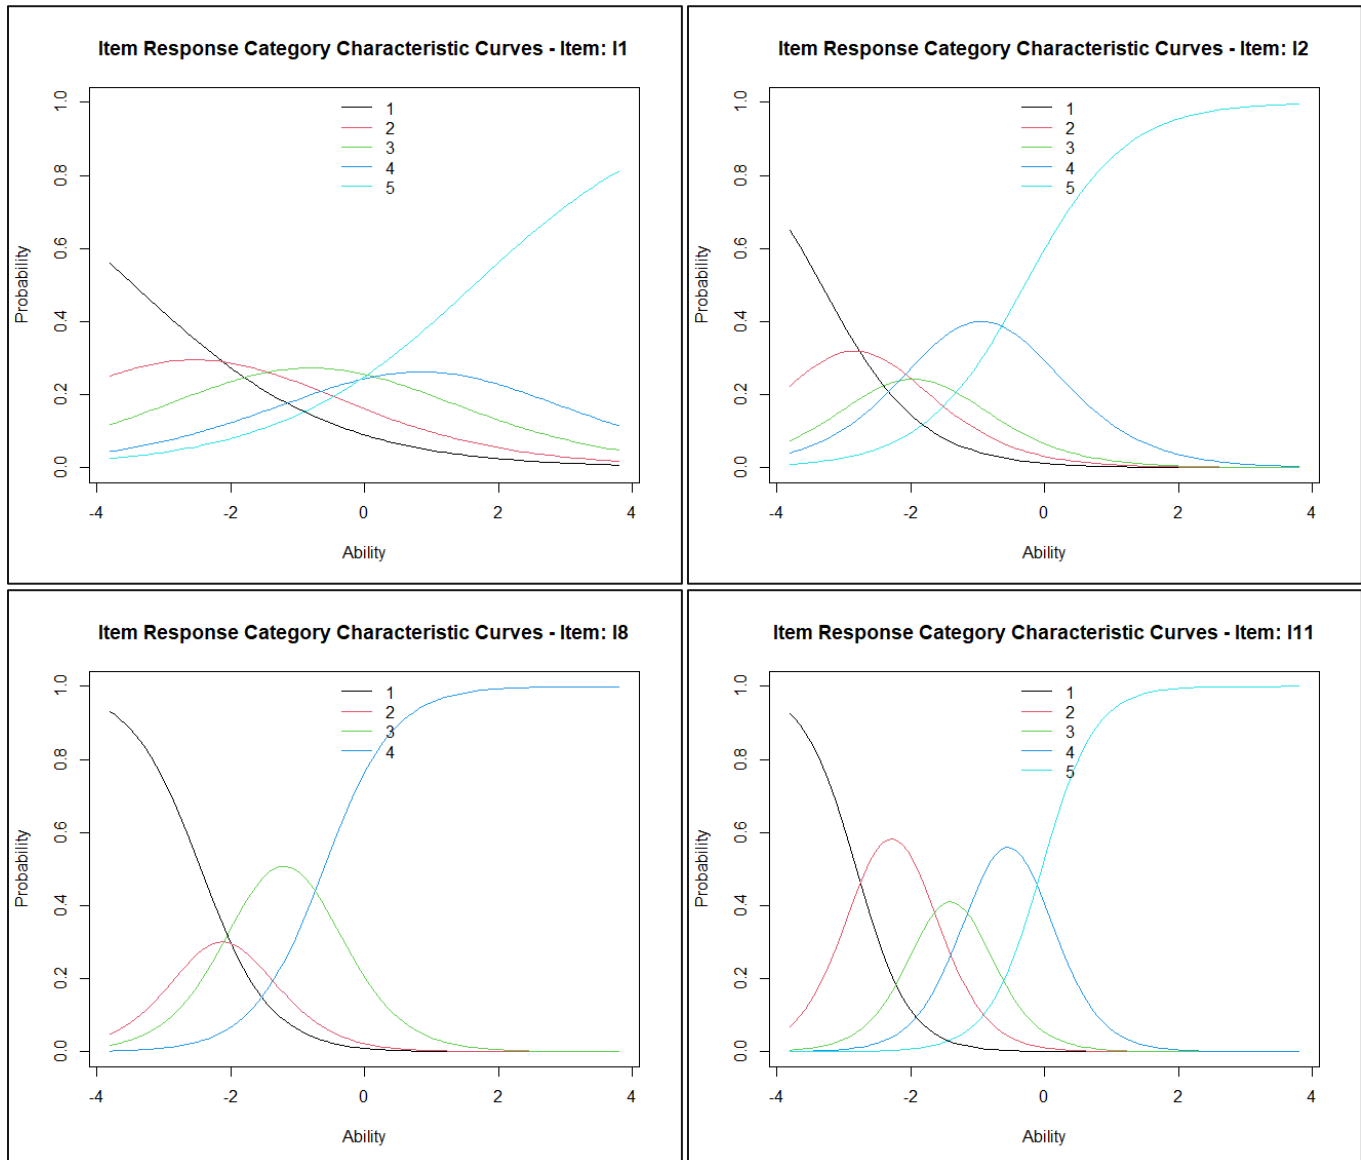 Item Response Category Characteristic Curves - Item: I1
1
2
3
4
5
Probability
0.0 0.2 0.4 0.6 0.8 1.0
-4 -2 0 2 4
Ability
Item Response Category Characteristic Curves - Item: I2
1
2
3
4
5
Probability
0.0 0.2 0.4 0.6 0.8 1.0
-4 -2 0 2 4
Ability
Item Response Category Characteristic Curves - Item: I8
1
2
3
4
Probability
0.0 0.2 0.4 0.6 0.8 1.0
-4 -2 0 2 4
Ability
Item Response Category Characteristic Curves - Item: I11
1
2
3
4
5
Probability
0.0 0.2 0.4 0.6 0.8 1.0
-4 -2 0 2 4
Ability